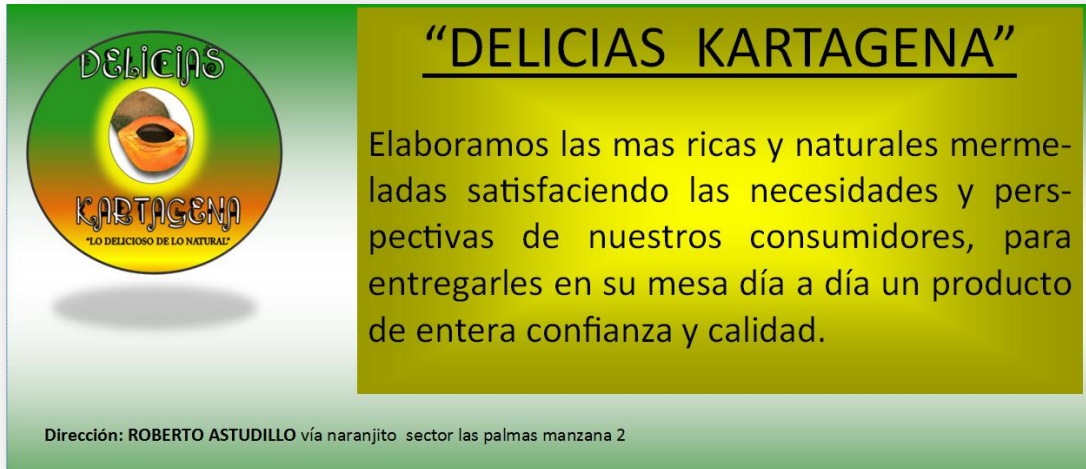 DELICIAS
KARTAGENA
"LO DELICIOSO DE LO NATURAL"
“DELICIAS KARTAGENA”
Elaboramos las mas ricas y naturales merme-
ladas satisfaciendo las necesidades y pers-
pectivas de nuestros consumidores, para
entregarles en su mesa día a día un producto
de entera confianza y calidad.
Dirección: ROBERTO ASTUDILLO vía naranjito sector las palmas manzana 2